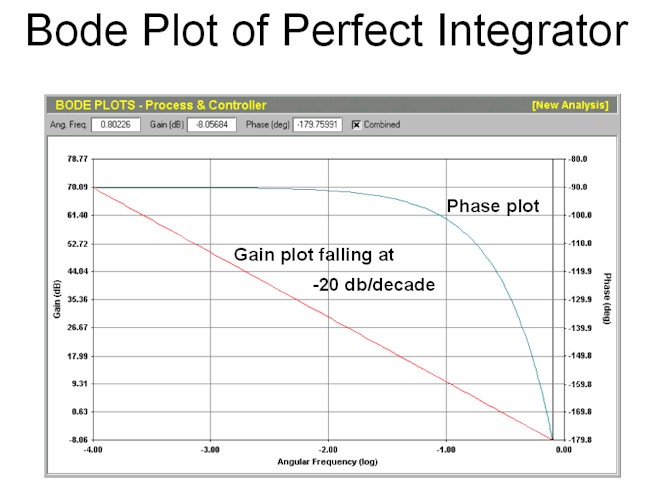 Bode Plot of Perfect Integrator
BODE PLOTS - Process & Controller [New Analysis]
Ang. Freq. 0.80226 Gain (dB) -8.05684 Phase (deg) -179.75991 Combined
78.77 -80.0
70.09 -90.0
61.40 -100.0
52.72 -110.0
44.04 -119.9
35.36 -129.9
26.67 -139.9
17.99 -149.8
9.31 -159.8
0.63 -169.8
-8.06 -179.8
Phase plot
Gain plot falling at
-20 db/decade
Gain (dB)
Phase (deg)
-4.00 -3.00 -2.00 -1.00 0.00
Angular Frequency (log)